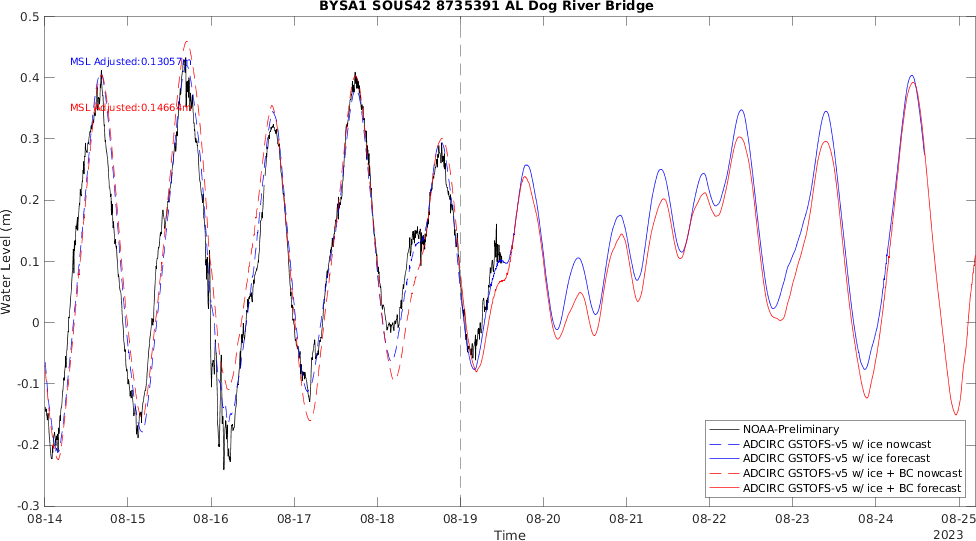 BYSA1 SOUS42 8735391 AL Dog River Bridge
0.5
0.4
0.3
0.2
0.1
0
-0.1
-0.2
-0.3
Water Level (m)
MSL Adjusted:0.13057m
MSL Adjusted:0.14664m
NOAA-Preliminary
ADCIRC GSTOFS-v5 w/ ice nowcast
ADCIRC GSTOFS-v5 w/ ice forecast
ADCIRC GSTOFS-v5 w/ ice + BC nowcast
ADCIRC GSTOFS-v5 w/ ice + BC forecast
08-14 08-15 08-16 08-17 08-18 08-19 08-20 08-21 08-22 08-23 08-24 08-25
Time
2023